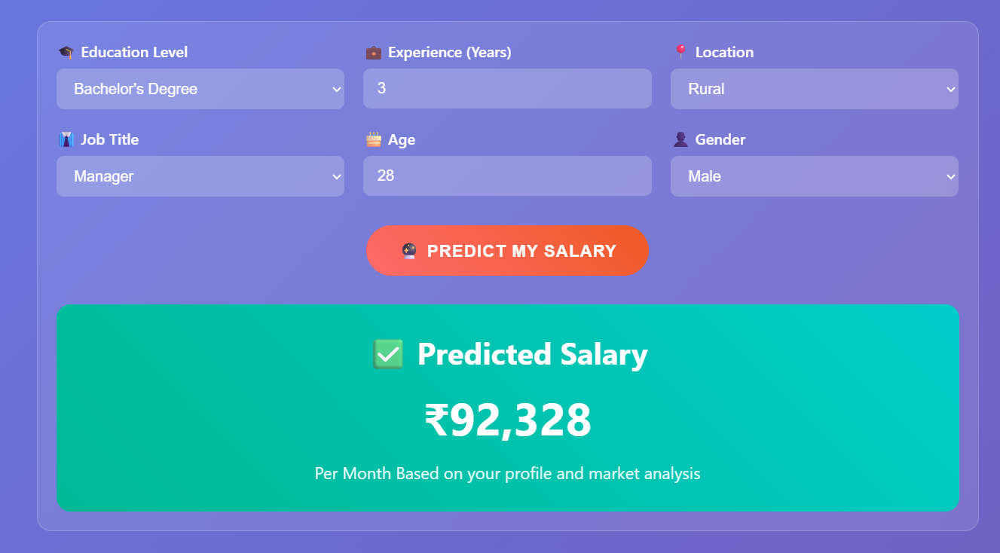 Education Level
Bachelor's Degree
Experience (Years)
3
Location
Rural
Job Title
Manager
Age
28
Gender
Male
PREDICT MY SALARY
Predicted Salary
₹92,328
Per Month Based on your profile and market analysis